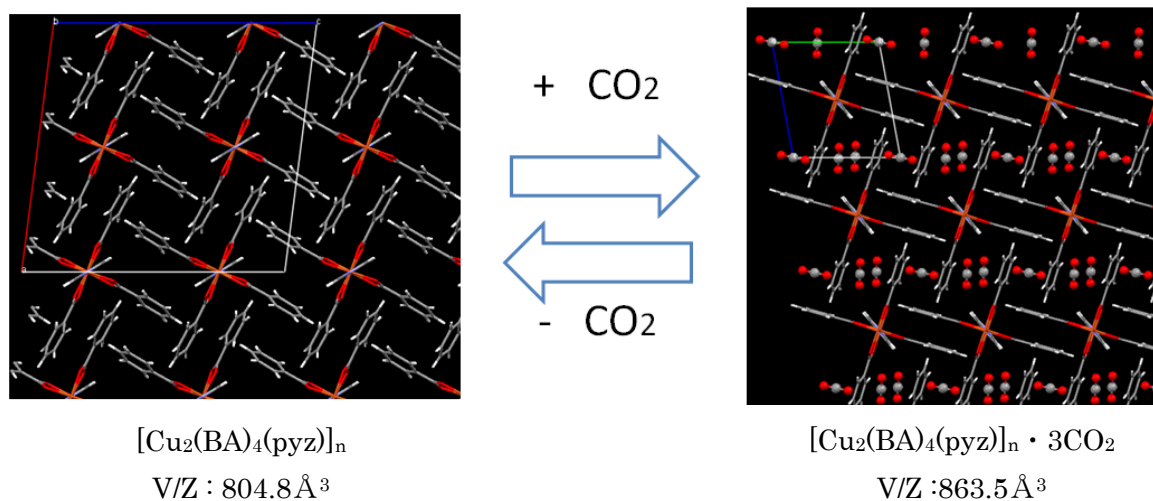 + CO2
- CO2
b
c
a
[Cu₂(BA)₄(pyz)]ₙ
V/Z : 804.8Å³
[Cu₂(BA)₄(pyz)]ₙ・3CO₂
V/Z :863.5Å³